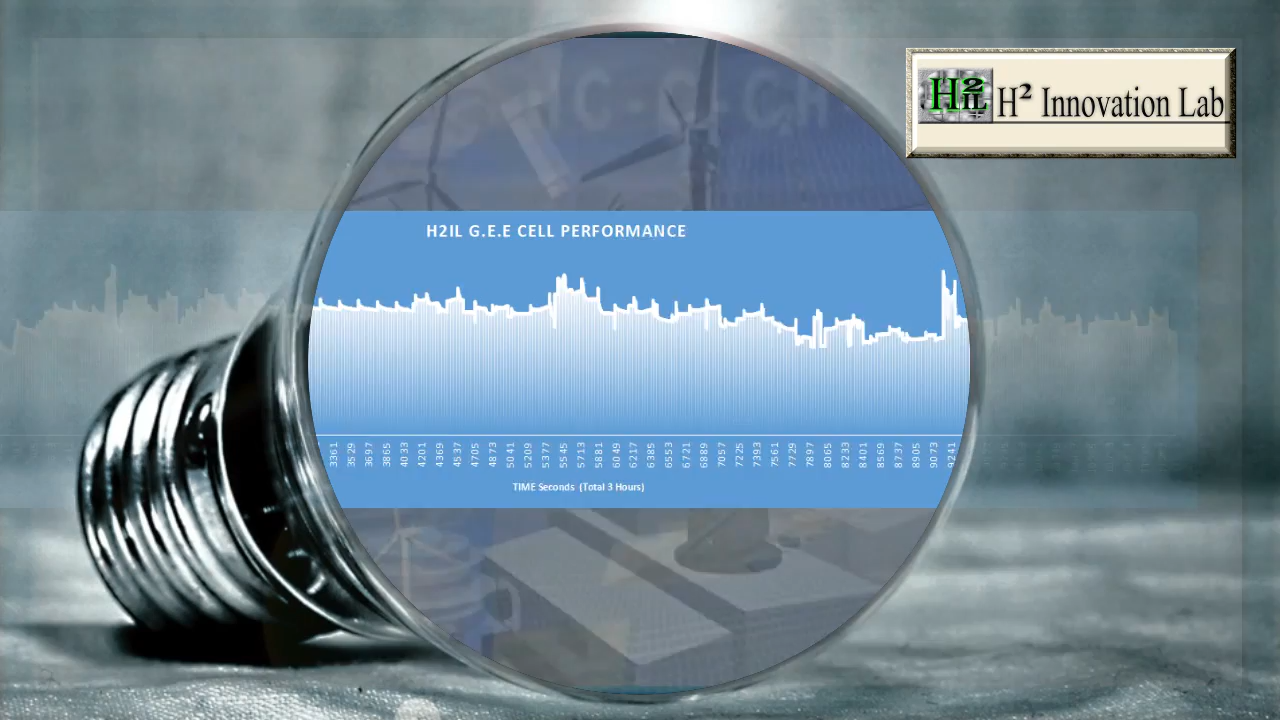 H2IL H² Innovation Lab
H2IL G.E.E CELL PERFORMANCE
3361 3529 3697 3865 4033 4201 4369 4537 4705 4873 5041 5209 5377 5545 5713 5881 6049 6217 6385 6553 6721 6889 7057 7225 7393 7561 7729 7897 8065 8233 8401 8569 8737 8905 9073 9241
TIME Seconds (Total 3 Hours)